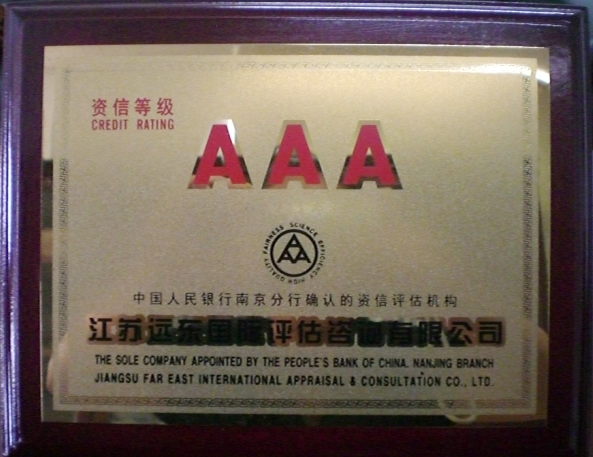 资信等级
CREDIT RATING
AAA
FAIRNESS SCIENCE EFFICIENCY HIGH QUALITY
AAA
中国人民银行南京分行确认的资信评估机构
江苏远东国际评估咨询有限公司
THE SOLE COMPANY APPOINTED BY THE PEOPLE'S BANK OF CHINA. NANJING BRANCH
JIANGSU FAR EAST INTERNATIONAL APPRAISAL & CONSULTATION CO., LTD.